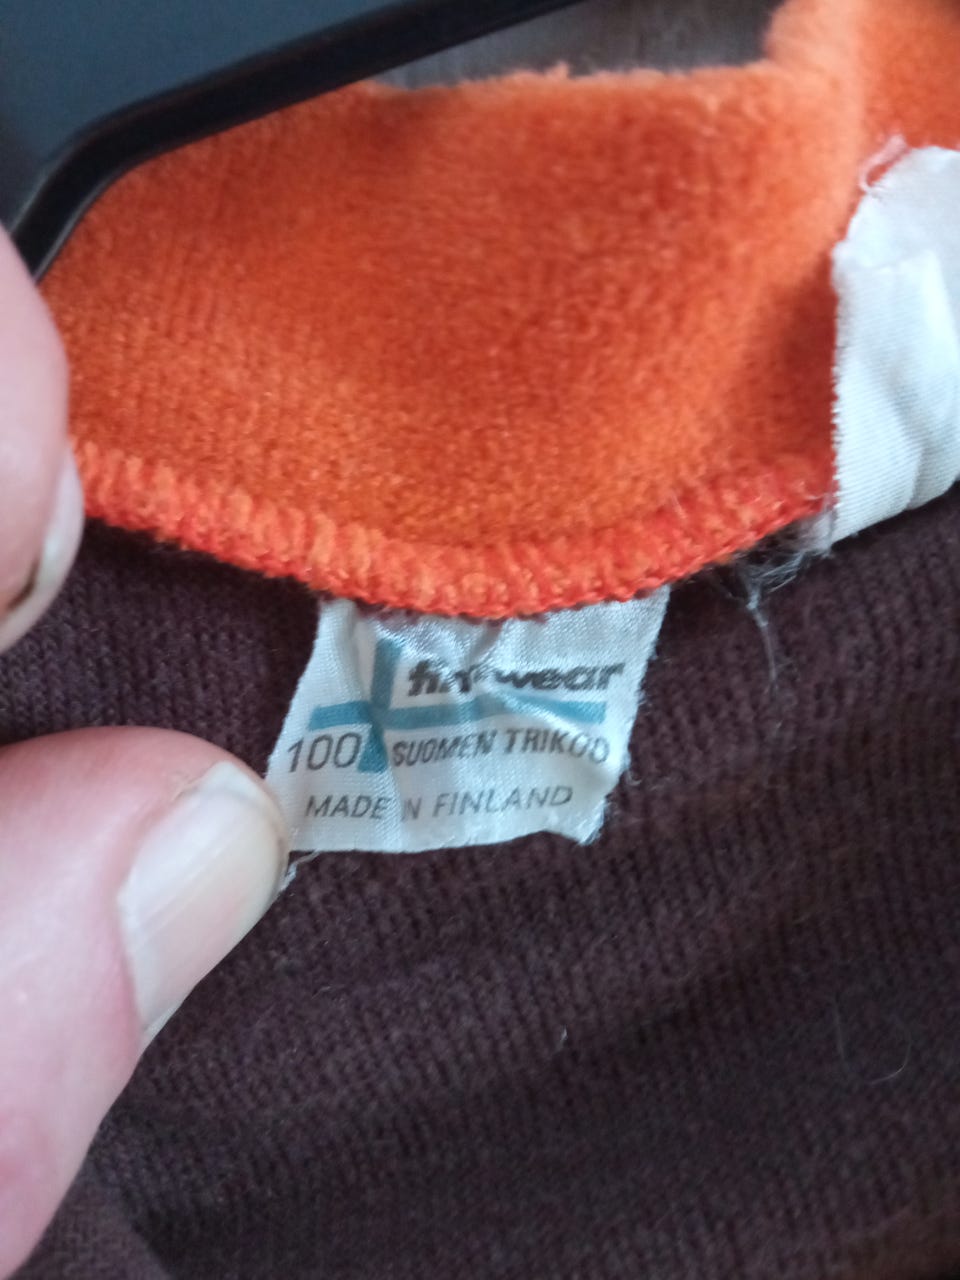 finnwear
100 SUOMEN TRIKOO
MADE IN FINLAND